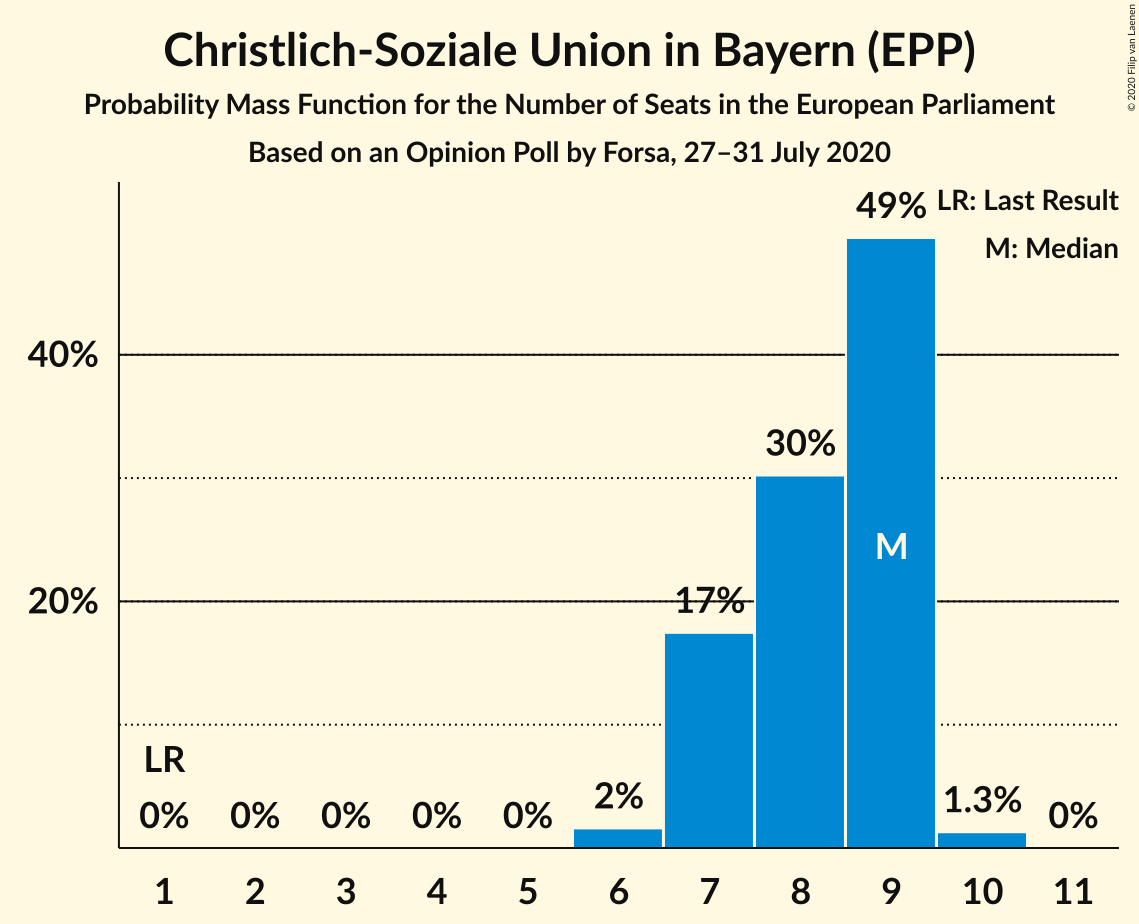 Christlich-Soziale Union in Bayern (EPP)
Probability Mass Function for the Number of Seats in the European Parliament
Based on an Opinion Poll by Forsa, 27–31 July 2020
© 2020 Filip van Laenen
LR: Last Result
M: Median
49%
40%
30%
M
20%
17%
LR
0%
0%
0%
0%
0%
2%
1.3%
0%
1 2 3 4 5 6 7 8 9 10 11